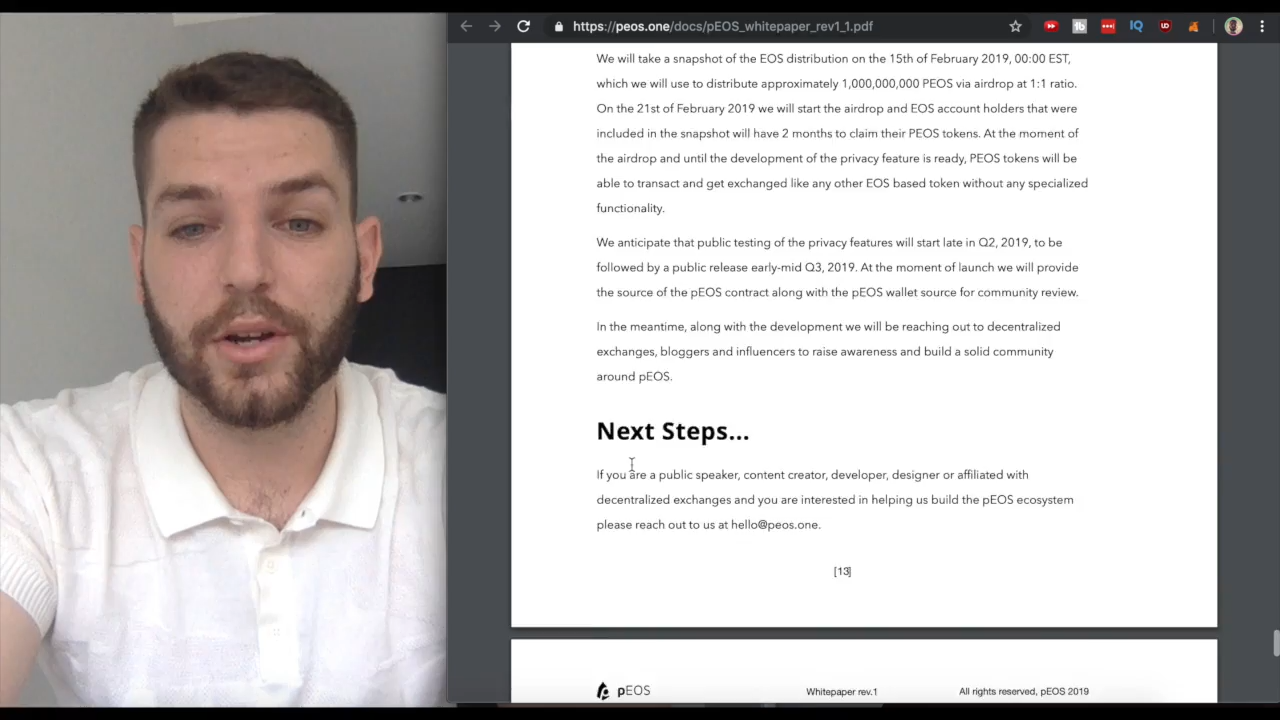 https://peos.one/docs/pEOS_whitepaper_rev1_1.pdf
We will take a snapshot of the EOS distribution on the 15th of February 2019, 00:00 EST,
which we will use to distribute approximately 1,000,000,000 PEOS via airdrop at 1:1 ratio.
On the 21st of February 2019 we will start the airdrop and EOS account holders that were
included in the snapshot will have 2 months to claim their PEOS tokens. At the moment of
the airdrop and until the development of the privacy feature is ready, PEOS tokens will be
able to transact and get exchanged like any other EOS based token without any specialized
functionality.
We anticipate that public testing of the privacy features will start late in Q2, 2019, to be
followed by a public release early-mid Q3, 2019. At the moment of launch we will provide
the source of the pEOS contract along with the pEOS wallet source for community review.
In the meantime, along with the development we will be reaching out to decentralized
exchanges, bloggers and influencers to raise awareness and build a solid community
around pEOS.
Next Steps...
If you are a public speaker, content creator, developer, designer or affiliated with
decentralized exchanges and you are interested in helping us build the pEOS ecosystem
please reach out to us at hello@peos.one.
[13]
pEOS Whitepaper rev.1 All rights reserved, pEOS 2019